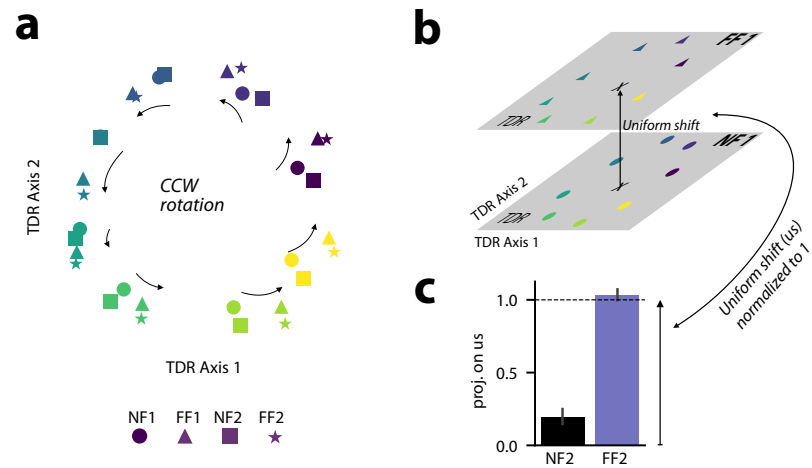 a
TDR Axis 2
CCW
rotation
TDR Axis 1
NF1 FF1 NF2 FF2
b
FF1
TDR
Uniform shift
NF1
TDR
TDR Axis 2
TDR Axis 1
Uniform shift (us)
normalized to 1
c
proj. on us
1.0
0.5
0.0
NF2 FF2